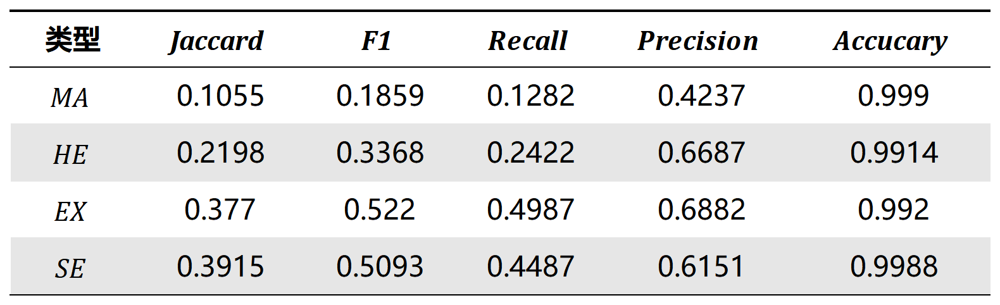 类型 Jaccard F1 Recall Precision Accucary
MA 0.1055 0.1859 0.1282 0.4237 0.999
HE 0.2198 0.3368 0.2422 0.6687 0.9914
EX 0.377 0.522 0.4987 0.6882 0.992
SE 0.3915 0.5093 0.4487 0.6151 0.9988